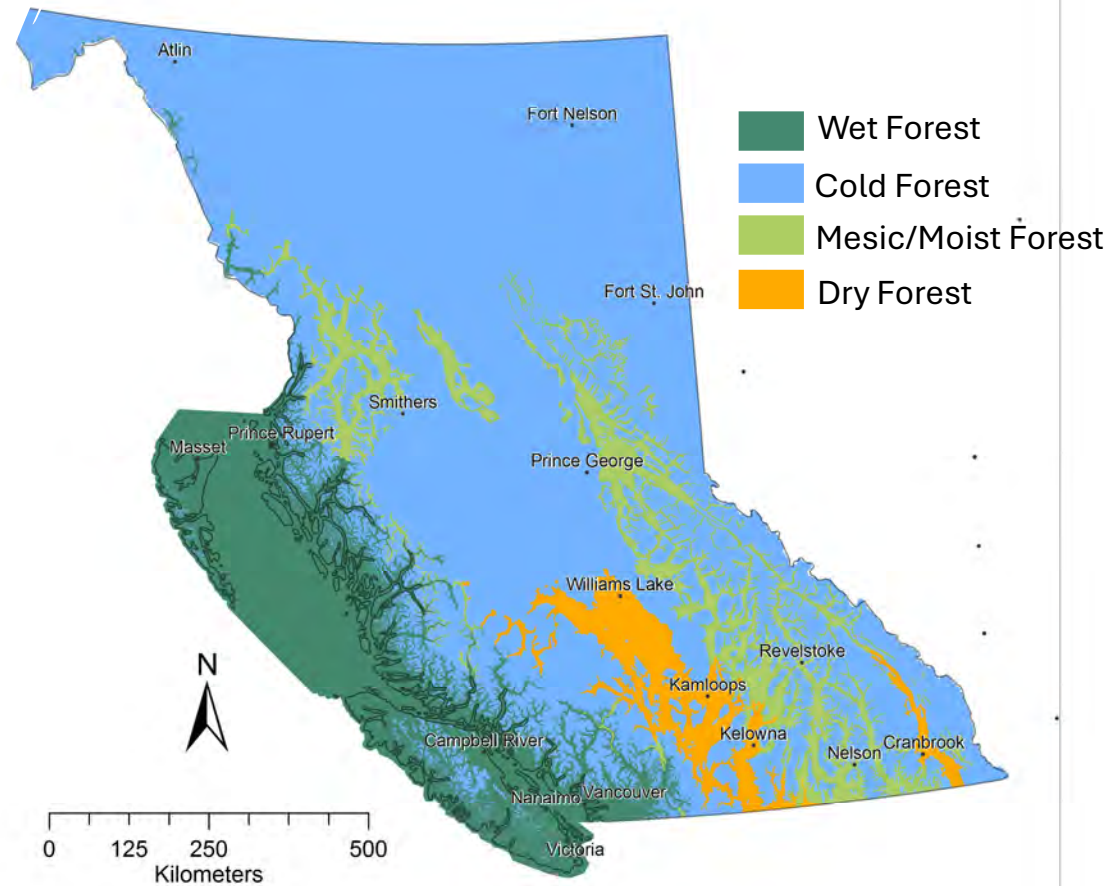 Atlin
Fort Nelson
Wet Forest
Cold Forest
Mesic/Moist Forest
Dry Forest
Fort St. John
Smithers
Prince Rupert
Masset
Prince George
Williams Lake
Revelstoke
N
Kamloops
Kelowna
Cranbrook
Campbell River
Nelson
Nanaimo
Vancouver
Victoria
0 125 250 500
Kilometers